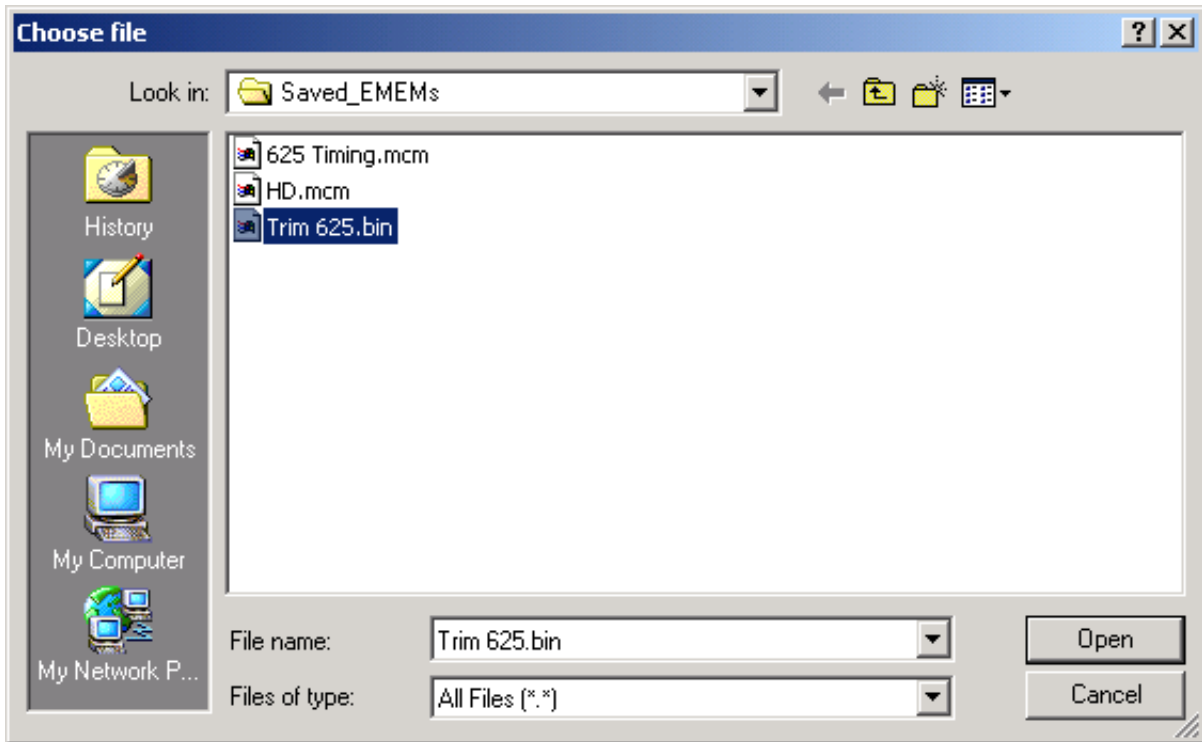 Choose file
Look in: Saved_EMEMs
625 Timing.mcm
HD.mcm
Trim 625.bin
History
Desktop
My Documents
My Computer
My Network P...
File name: Trim 625.bin Open
Files of type: All Files (*.*) Cancel